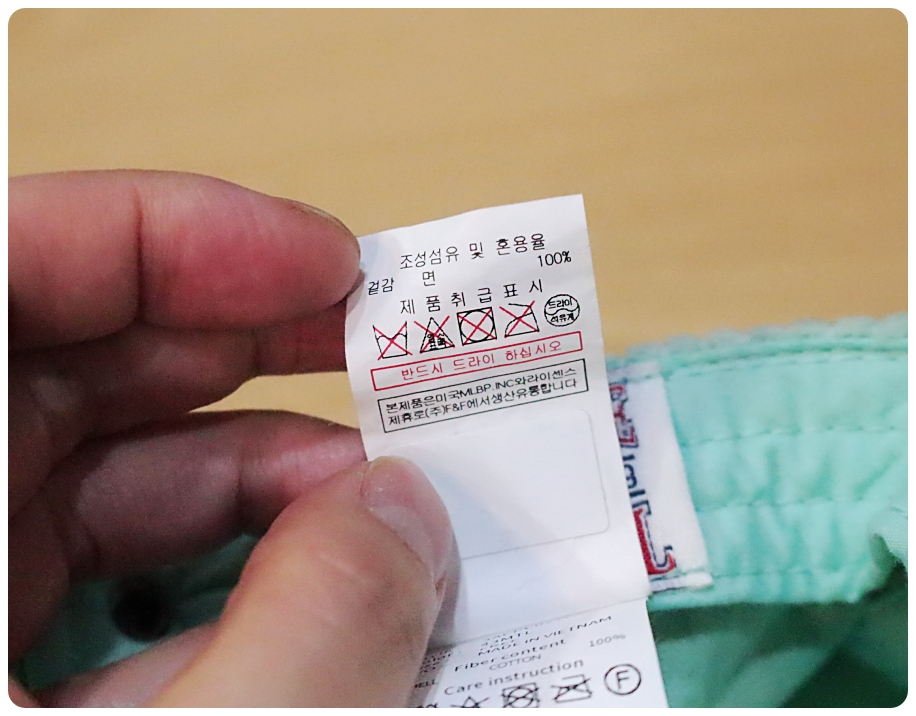 조성섬유 및 혼용율
겉감 면 100%
제품취급표시
드라이
석유계
반드시 드라이 하십시오
본제품은미국MLBP.INC와라이센스
제휴로(주)F&F에서생산유통합니다
MADE IN VIETNAM
Fiber content
100%
COTTON
Care instruction
F